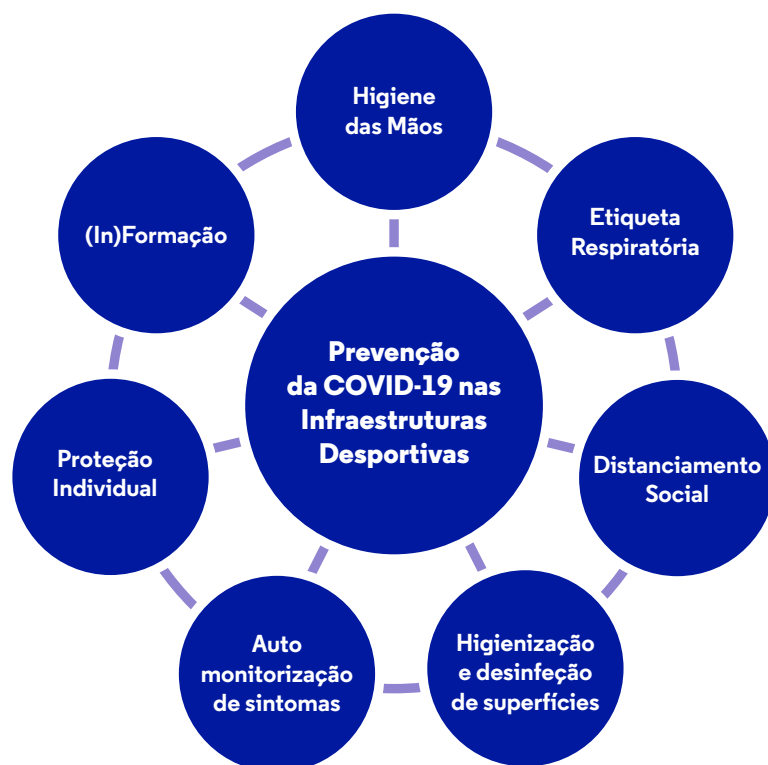 Higiene
das Mãos
Etiqueta
Respiratória
Distanciamento
Social
Higienização
e desinfeção
de superfícies
Auto
monitorização
de sintomas
Proteção
Individual
(In)Formação
Prevenção
da COVID-19 nas
Infraestruturas
Desportivas